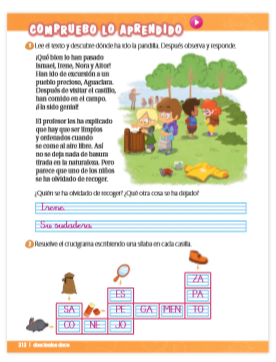 COMPRUEBO LO APRENDIDO
1 Lee el texto y descubre dónde ha ido la pandilla. Después observa y responde.
¡Qué bien lo han pasado
Ismael, Irene, Nora y Aitor!
Han ido de excursión a un
pueblo precioso, Aguaclara.
Después de visitar el castillo,
han comido en el campo.
¡Ha sido genial!
El profesor les ha explicado
que hay que ser limpios
y ordenados cuando
se come al aire libre. Así
no se deja nada de basura
tirada en la naturaleza. Pero
parece que uno de los niños
se ha olvidado de recoger.
¿Quién se ha olvidado de recoger? ¿Qué otra cosa se ha dejado?
Irene.
Su sudadera.
2 Resuelve el crucigrama escribiendo una sílaba en cada casilla.
ZA
ES PA
SA PE GA MEN TO
CO NE JO